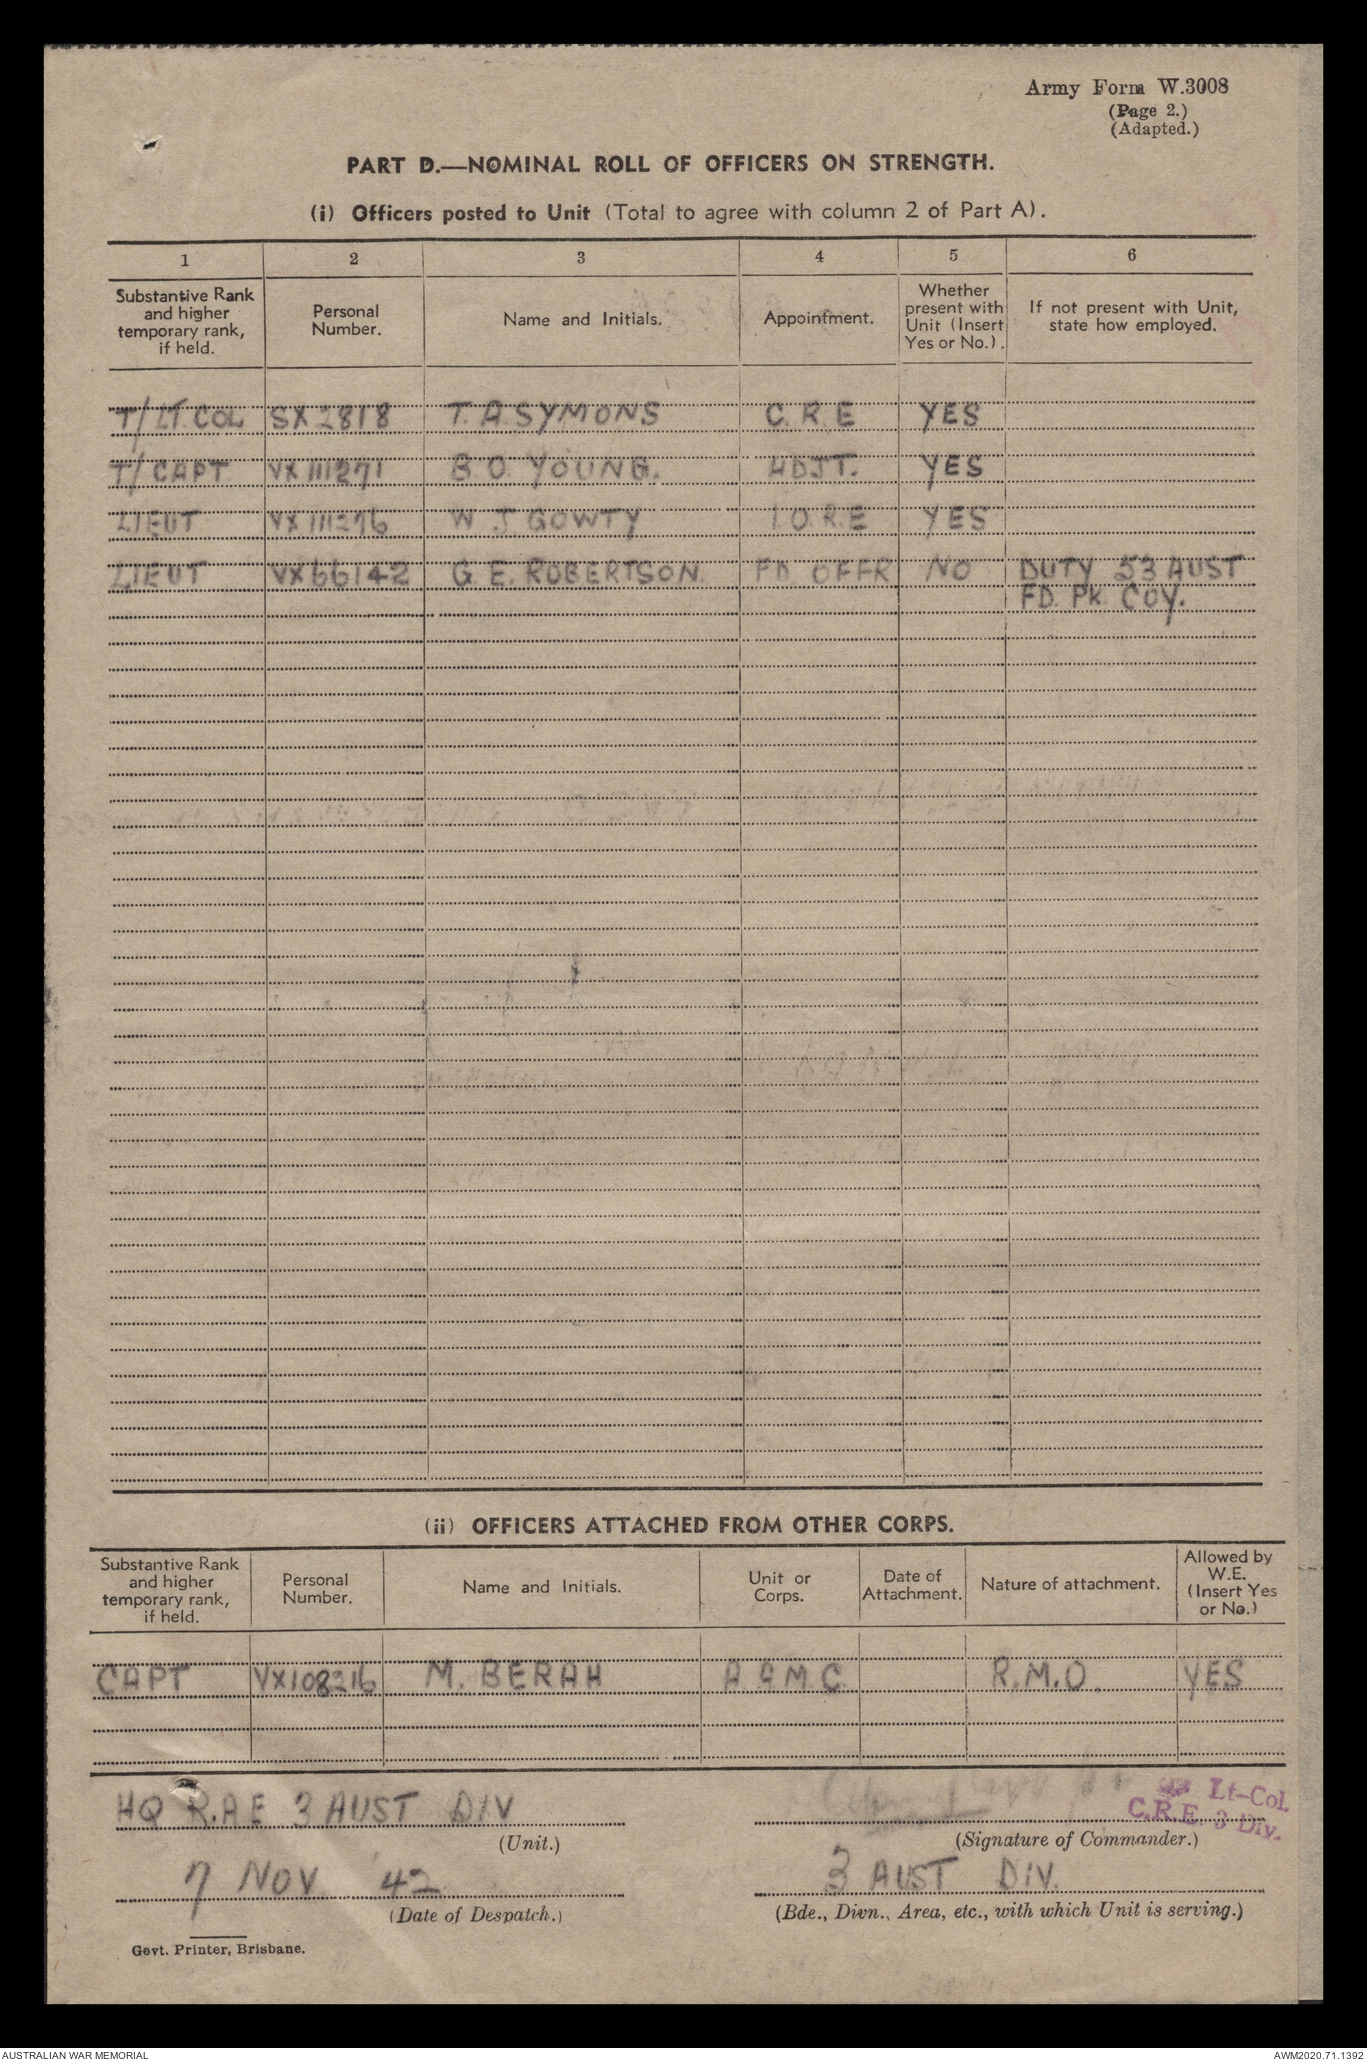 Army Form W.3008
(Page 2.)
(Adapted.)
PART D.—NOMINAL ROLL OF OFFICERS ON STRENGTH.
(i) Officers posted to Unit (Total to agree with column 2 of Part A).
1 2 3 4 5 6
Substantive Rank and higher temporary rank, if held. Personal Number. Name and Initials. Appointment. Whether present with Unit (Insert Yes or No.). If not present with Unit, state how employed.
T/LT. COL SX 2818 T. A. SYMONS C. R. E YES
T/ CAPT VX 111271 B. O. YOUNG. ADJT. YES
LIEUT VX 111276 W J GOWTY I.O.R.E YES
LIEUT VX66142 G. E. ROBERTSON FD OFFR NO DUTY 53 AUST
FD. Pk COY.
(ii) OFFICERS ATTACHED FROM OTHER CORPS.
Substantive Rank and higher temporary rank, if held. Personal Number. Name and Initials. Unit or Corps. Date of Attachment. Nature of attachment. Allowed by W.E. (Insert Yes or No.)
CAPT VX108216 M. BERAH A A M C R.M.O. YES
HQ R.A E 3 AUST DIV
(Unit.)
Lt-Col.
C.R.E. 3 Div.
(Signature of Commander.)
7 NOV '42
(Date of Despatch.)
3 AUST DIV.
(Bde., Divn., Area, etc., with which Unit is serving.)
Govt. Printer, Brisbane.
AUSTRALIAN WAR MEMORIAL AWM2020.71.1392